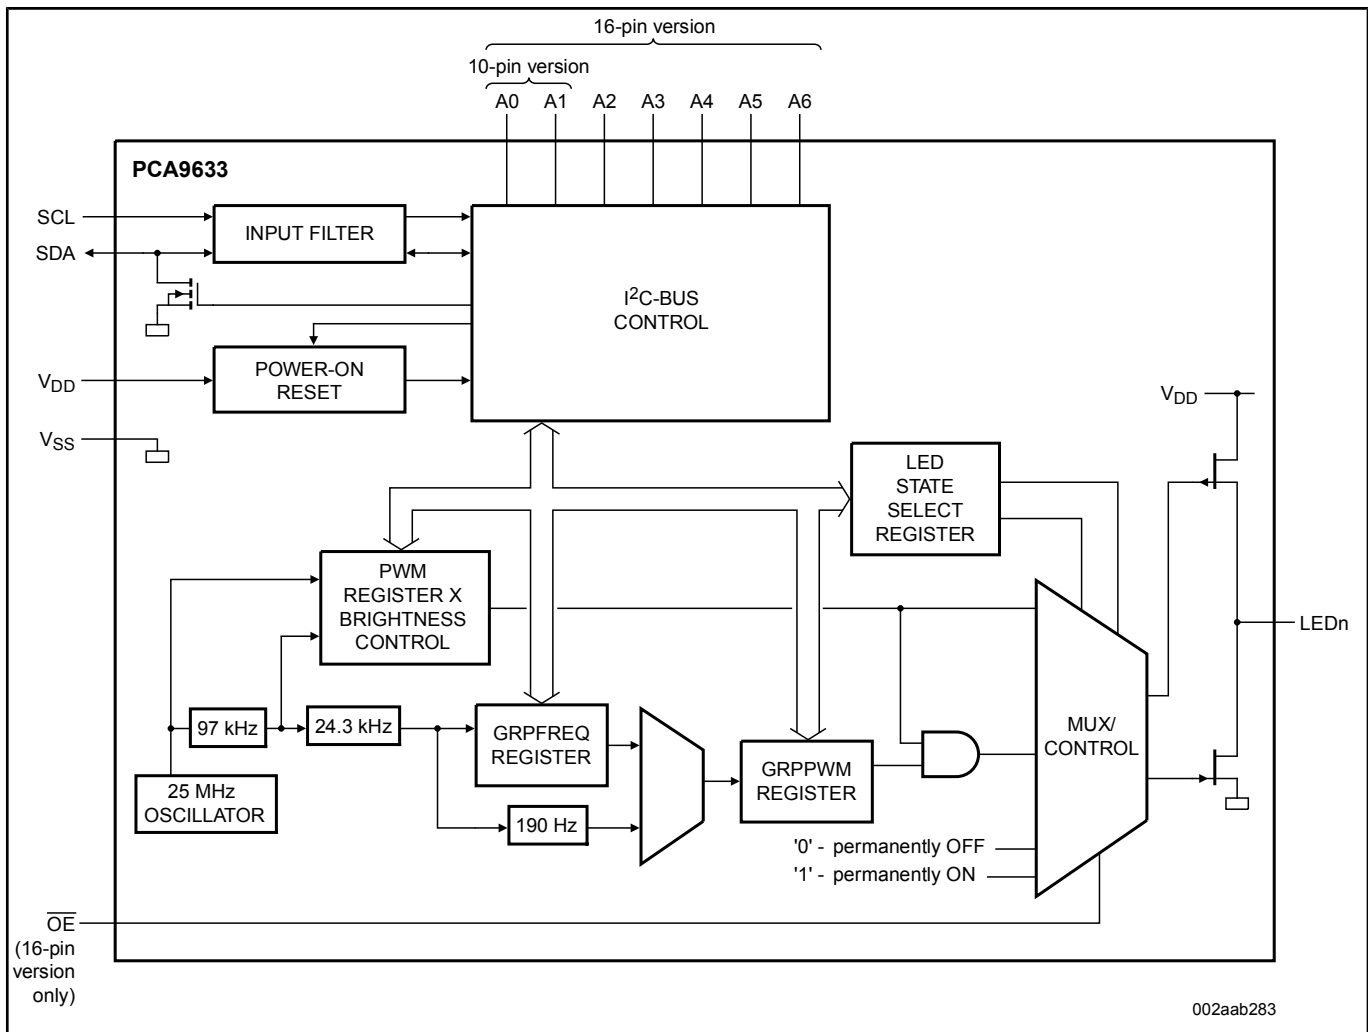 16-pin version
10-pin version
A0 A1 A2 A3 A4 A5 A6
PCA9633
SCL
SDA
INPUT FILTER
I2C-BUS
CONTROL
POWER-ON
RESET
VDD
VSS
VDD
LED
STATE
SELECT
REGISTER
PWM
REGISTER X
BRIGHTNESS
CONTROL
LEDn
97 kHz
24.3 kHz
GRPFREQ
REGISTER
MUX/
CONTROL
GRPPWM
REGISTER
25 MHz
OSCILLATOR
190 Hz
'0' - permanently OFF
'1' - permanently ON
OE
(16-pin
version
only)
002aab283